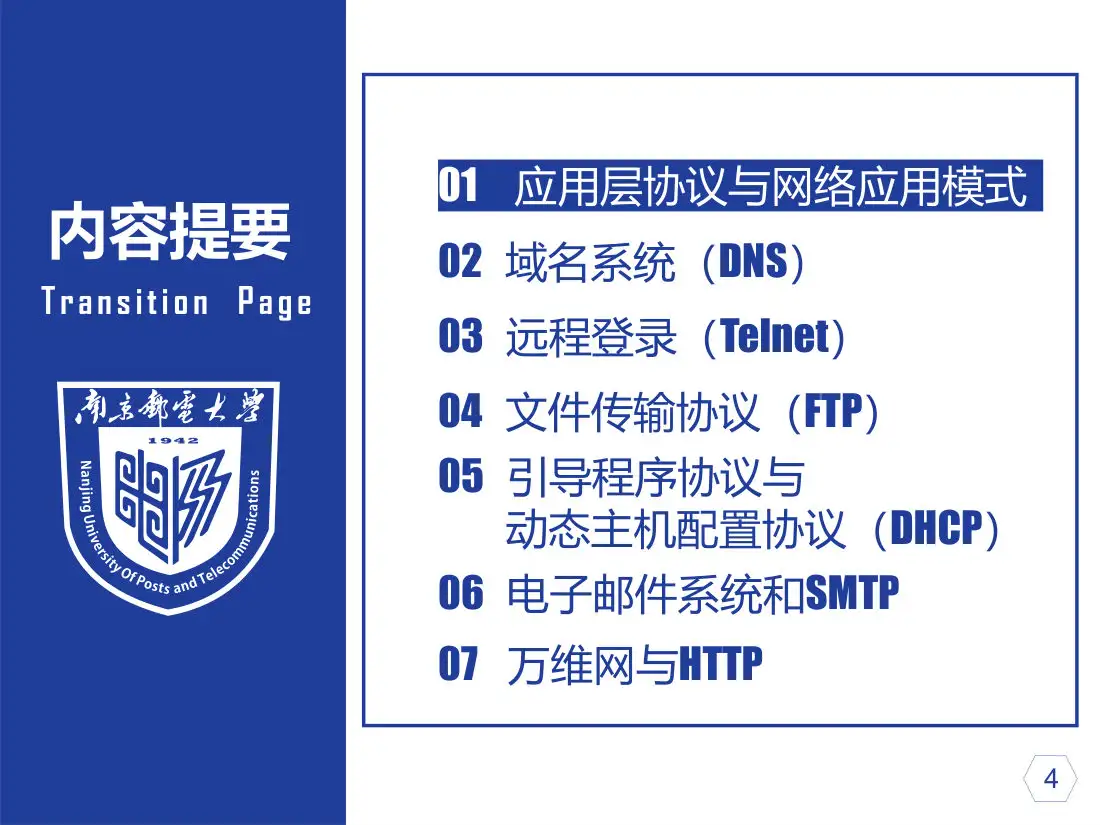 内容提要
Transition Page
南京邮电大学
1942
Nanjing University Of Posts and Telecommunications
01 应用层协议与网络应用模式
02 域名系统（DNS）
03 远程登录（Telnet）
04 文件传输协议（FTP）
05 引导程序协议与
动态主机配置协议（DHCP）
06 电子邮件系统和SMTP
07 万维网与HTTP
4